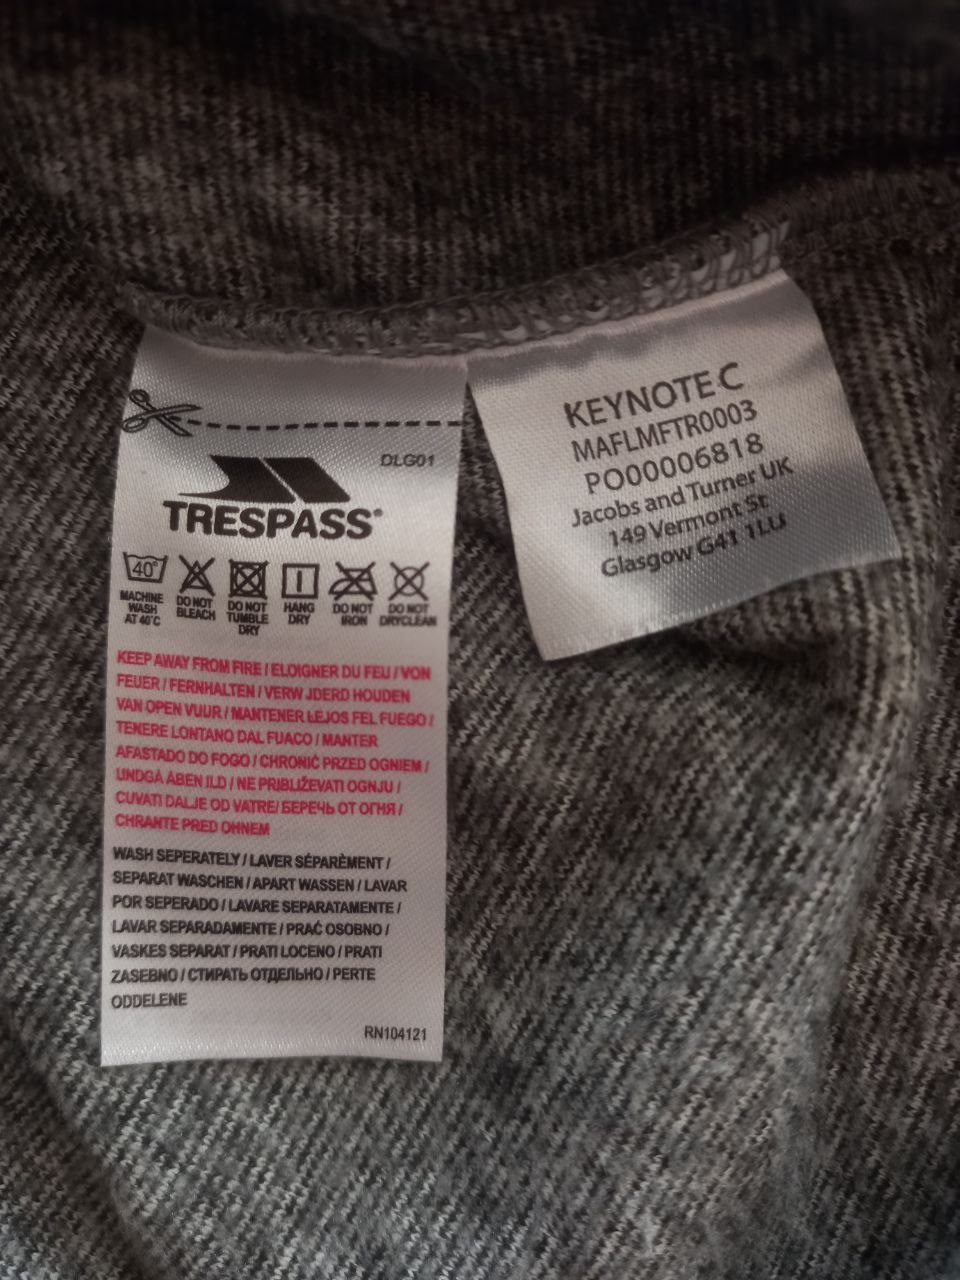 DLG01
TRESPASS®
40°
MACHINE
WASH
AT 40°C
DO NOT
BLEACH
DO NOT
TUMBLE
DRY
HANG
DRY
DO NOT
IRON
DO NOT
DRYCLEAN
KEEP AWAY FROM FIRE / ELOIGNER DU FEU / VON
FEUER / FERNHALTEN / VERW JDERD HOUDEN
VAN OPEN VUUR / MANTENER LEJOS FEL FUEGO /
TENERE LONTANO DAL FUACO / MANTER
AFASTADO DO FOGO / CHRONIĆ PRZED OGNIEM /
UNDGÅ ÅBEN ILD / NE PRIBLIŽEVATI OGNJU /
ČUVATI DALJE OD VATRE/ БЕРЕЧЬ ОТ ОГНЯ /
CHRANTE PRED OHNEM
WASH SEPERATELY / LAVER SÉPARÈMENT /
SEPARAT WASCHEN / APART WASSEN / LAVAR
POR SEPERADO / LAVARE SEPARATAMENTE /
LAVAR SEPARADAMENTE / PRAĆ OSOBNO /
VASKES SEPARAT / PRATI LOCENO / PRATI
ZASEBNO / СТИРАТЬ ОТДЕЛЬНО / PERTE
ODDELENE
RN104121
KEYNOTE C
MAFLMFTR0003
PO00006818
Jacobs and Turner UK
149 Vermont St
Glasgow G41 1LU